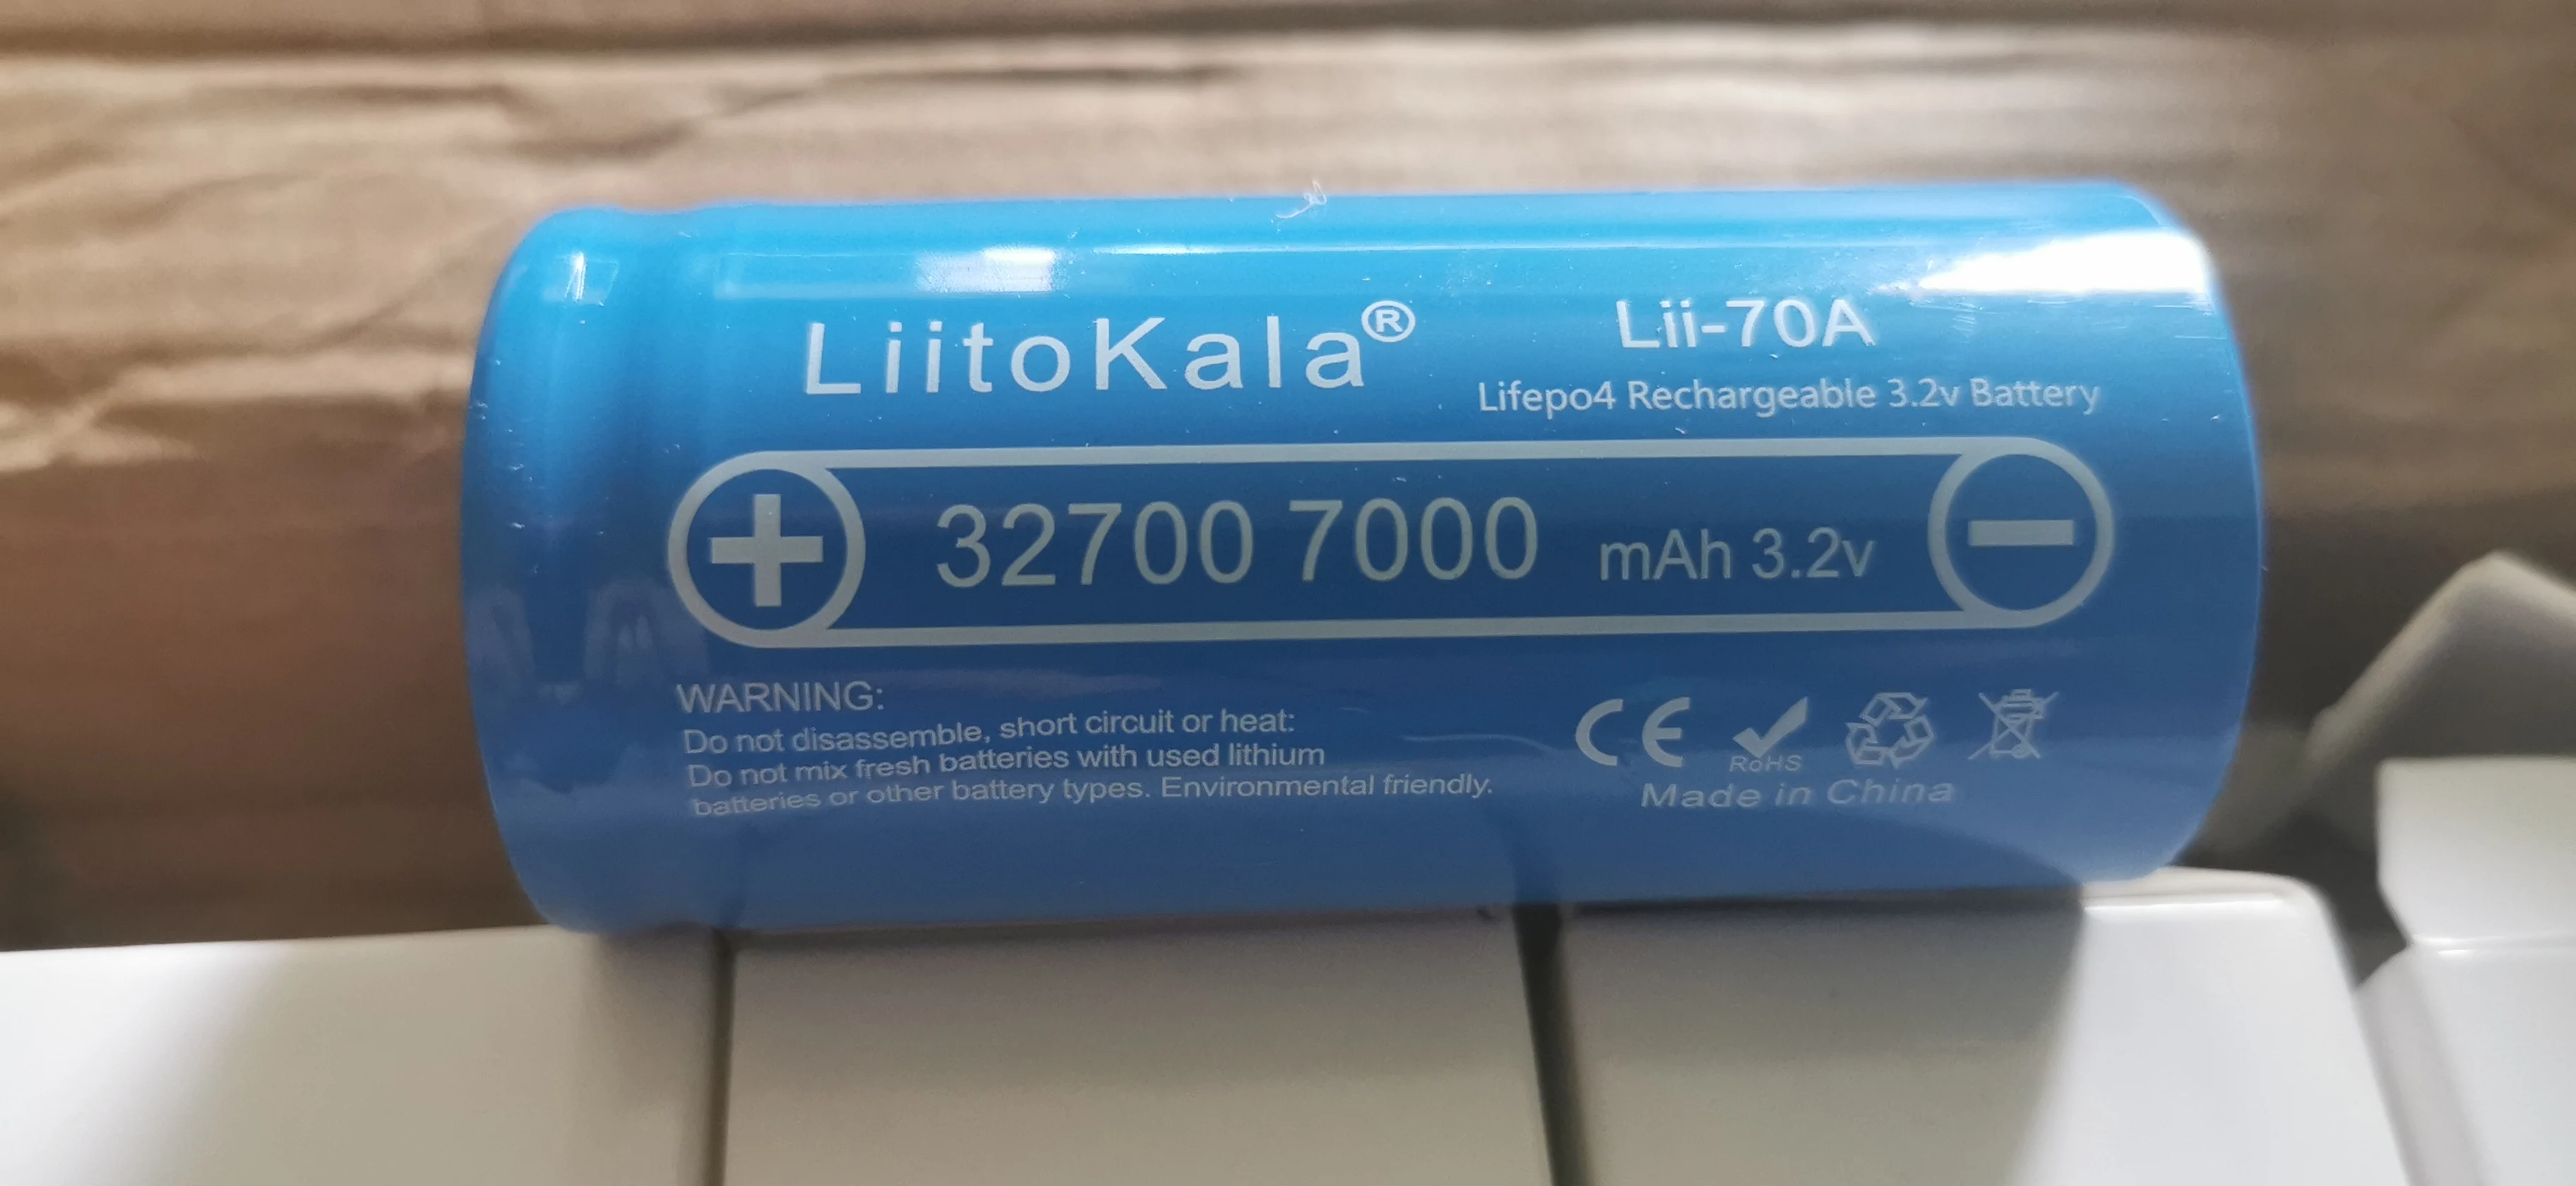 LiitoKala®
Lii-70A
Lifepo4 Rechargeable 3.2v Battery
+ 32700 7000 mAh 3.2v −
WARNING:
Do not disassemble, short circuit or heat:
Do not mix fresh batteries with used lithium
batteries or other battery types. Environmental friendly.
CE
RoHS
Made in China